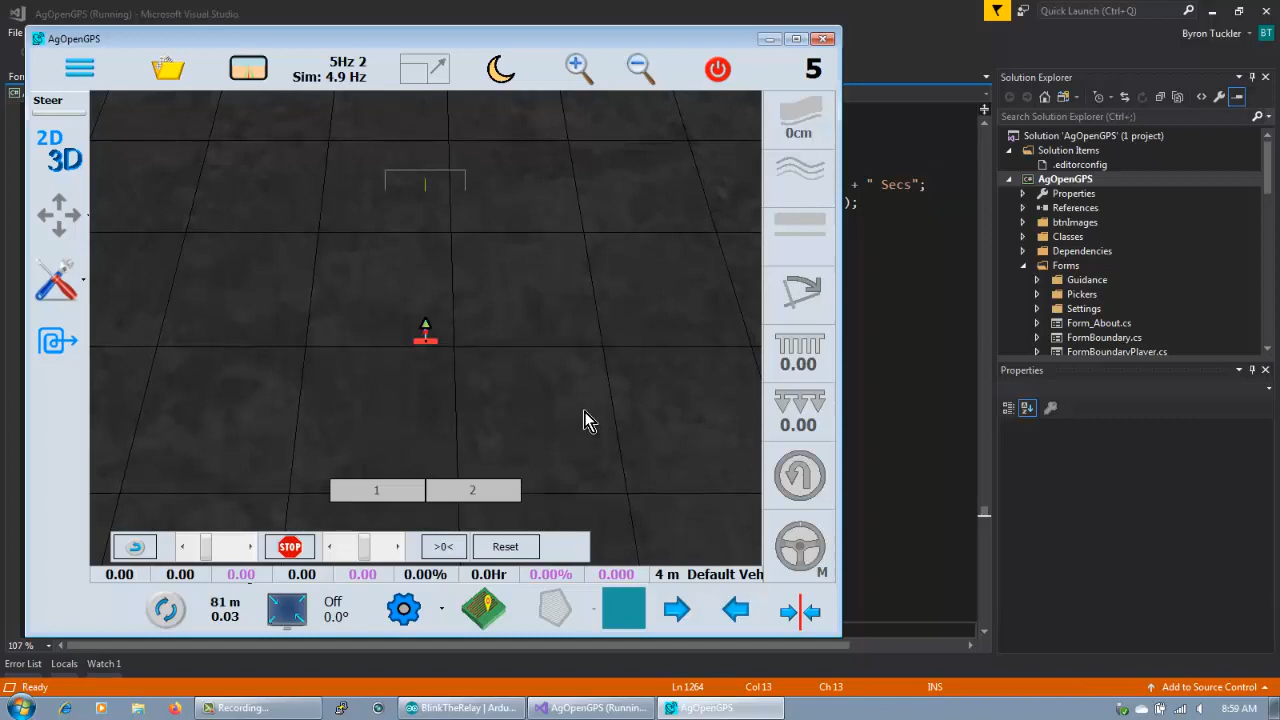 AgOpenGPS (Running) - Microsoft Visual Studio
Quick Launch (Ctrl+Q)
Byron Tuckler BT
AgOpenGPS
5Hz 2
Sim: 4.9 Hz
5
Steer
2D
3D
0cm
0.00
0.00
M
1 2
STOP
>0<
Reset
0.00 0.00 0.00 0.00 0.00 0.00% 0.0Hr 0.00% 0.000 4 m Default Veh
81 m
0.03
Off
0.0°
+ " Secs";
);
Solution Explorer
Search Solution Explorer (Ctrl+;)
Solution 'AgOpenGPS' (1 project)
Solution Items
.editorconfig
AgOpenGPS
Properties
References
btnImages
Classes
Dependencies
Forms
Guidance
Pickers
Settings
Form_About.cs
FormBoundary.cs
FormBoundaryPlayer.cs
Properties
107 %
Error List Locals Watch 1
Ready Ln 1264 Col 13 Ch 13 INS Add to Source Control
Recording... BlinkTheRelay | Ardu... AgOpenGPS (Runnin... AgOpenGPS 8:59 AM